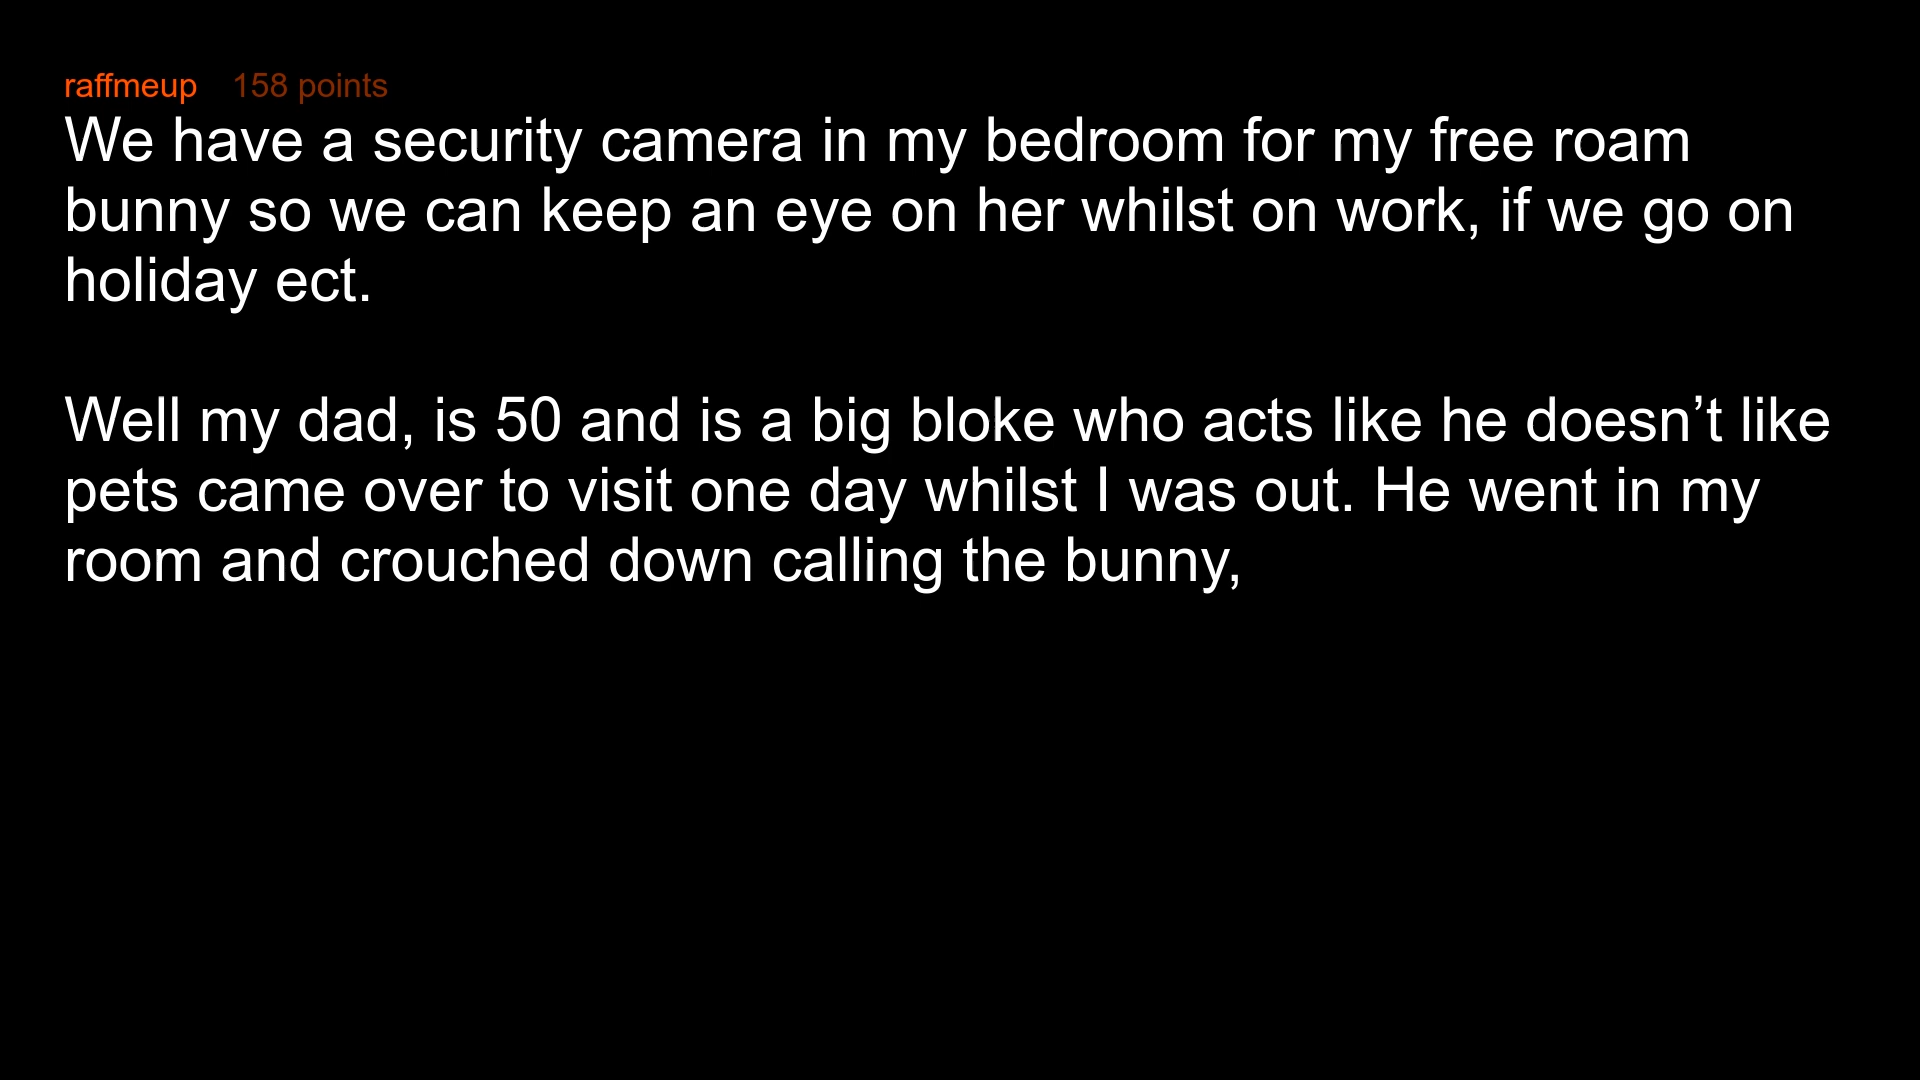 raffmeup 158 points
We have a security camera in my bedroom for my free roam
bunny so we can keep an eye on her whilst on work, if we go on
holiday ect.
Well my dad, is 50 and is a big bloke who acts like he doesn’t like
pets came over to visit one day whilst I was out. He went in my
room and crouched down calling the bunny,